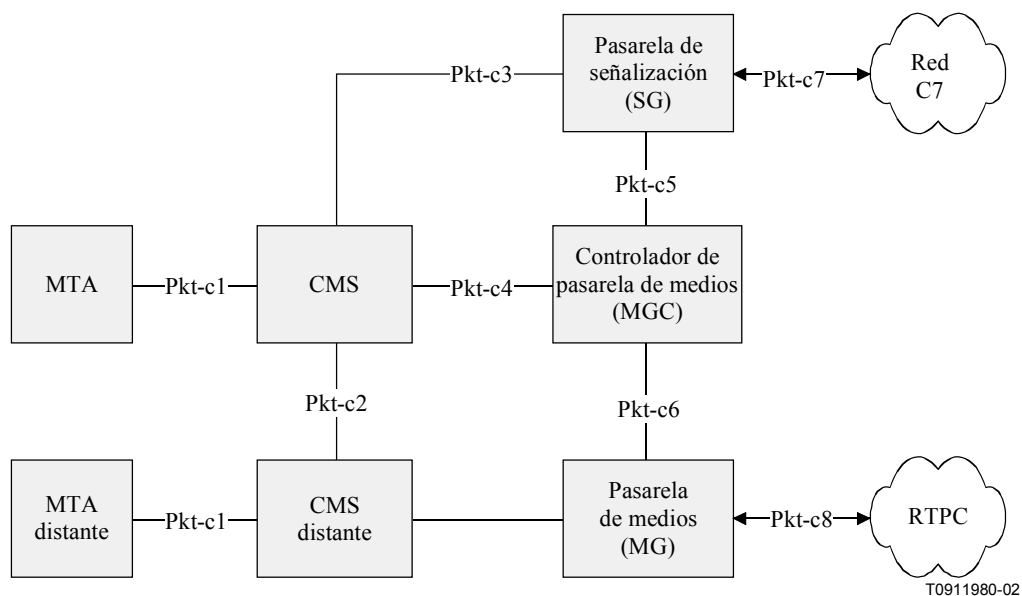 Pasarela de
señalización
(SG)
Pkt-c3
Pkt-c7
Red
C7
Pkt-c5
MTA
Pkt-c1
CMS
Pkt-c4
Controlador de
pasarela de medios
(MGC)
Pkt-c2
Pkt-c6
MTA
distante
Pkt-c1
CMS
distante
Pasarela
de medios
(MG)
Pkt-c8
RTPC
T0911980-02